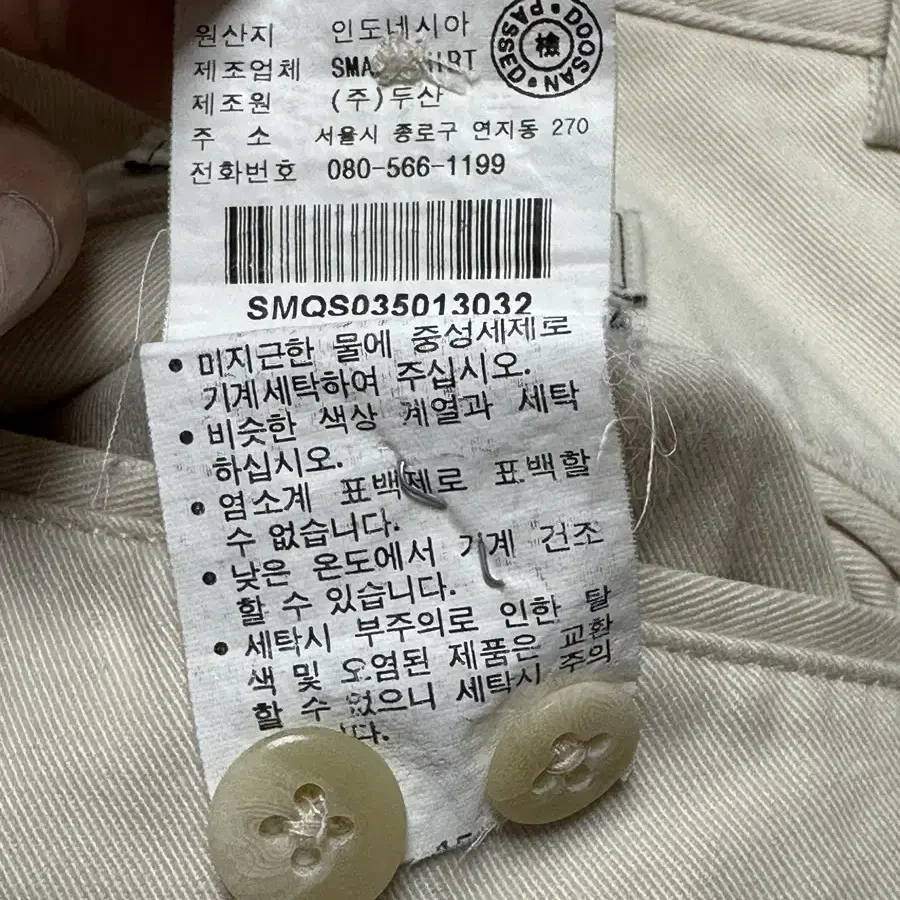 원산지 인도네시아
제조업체 SMA
제조원 (주)두산
주 소 서울시 종로구 연지동 270
전화번호 080-566-1199
DOOSAN PASSED
檢
SMQS035013032
• 미지근한 물에 중성세제로
기계세탁하여 주십시오.
• 비슷한 색상 계열과 세탁
하십시오.
• 염소계 표백제로 표백할
수 없습니다.
• 낮은 온도에서 기계 건조
할 수 있습니다.
• 세탁시 부주의로 인한 탈
색 및 오염된 제품은 교환
할 수 없으니 세탁시 주의